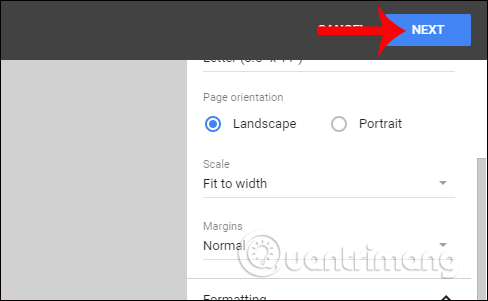 CANCEL NEXT
Letter (8.5" x 11")
Page orientation
Landscape Portrait
Scale
Fit to width
Margins
Normal
Quantrimang
Formatting